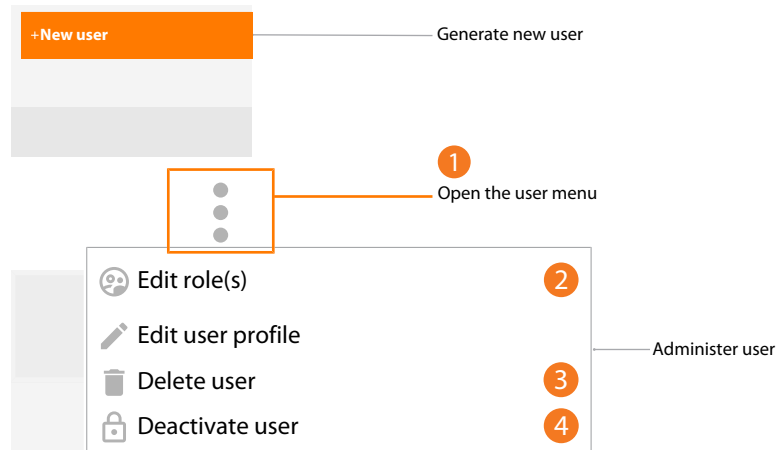 +New user
Generate new user
1
Open the user menu
Edit role(s)
2
Edit user profile
Administer user
Delete user
3
Deactivate user
4